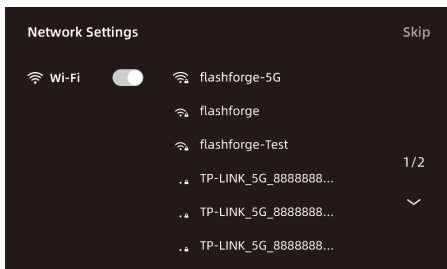 Network Settings
Skip
Wi-Fi
flashforge-5G
flashforge
flashforge-Test
TP-LINK_5G_8888888...
TP-LINK_5G_8888888...
TP-LINK_5G_8888888...
1/2